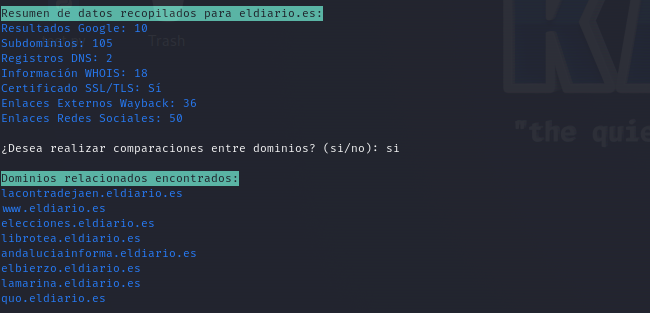 Resumen de datos recopilados para eldiario.es:
Resultados Google: 10
Subdominios: 105
Trash
Registros DNS: 2
Información WHOIS: 18
Certificado SSL/TLS: Sí
Enlaces Externos Wayback: 36
Enlaces Redes Sociales: 50
"the quie
¿Desea realizar comparaciones entre dominios? (si/no): si
Dominios relacionados encontrados:
lacontradejaen.eldiario.es
www.eldiario.es
elecciones.eldiario.es
librotea.eldiario.es
andaluciainforma.eldiario.es
elbierzo.eldiario.es
lamarina.eldiario.es
quo.eldiario.es